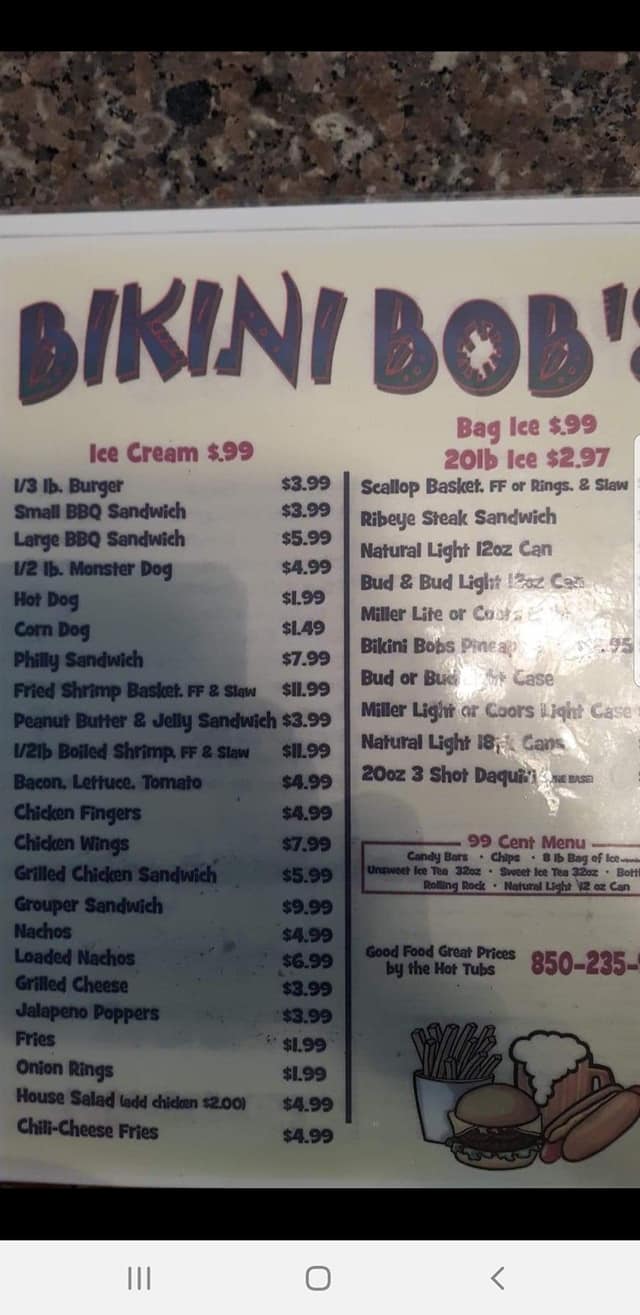 BIKINI BOB'S
Ice Cream $.99
1/3 lb. Burger $3.99
Small BBQ Sandwich $3.99
Large BBQ Sandwich $5.99
1/2 lb. Monster Dog $4.99
Hot Dog $1.99
Corn Dog $1.49
Philly Sandwich $7.99
Fried Shrimp Basket. FF & Slaw $11.99
Peanut Butter & Jelly Sandwich $3.99
1/2lb Boiled Shrimp. FF & Slaw $11.99
Bacon. Lettuce. Tomato $4.99
Chicken Fingers $4.99
Chicken Wings $7.99
Grilled Chicken Sandwich $5.99
Grouper Sandwich $9.99
Nachos $4.99
Loaded Nachos $6.99
Grilled Cheese $3.99
Jalapeno Poppers $3.99
Fries $1.99
Onion Rings $1.99
House Salad (add chicken $2.00) $4.99
Chili-Cheese Fries $4.99
Bag Ice $.99
20lb Ice $2.97
Scallop Basket. FF or Rings. & Slaw
Ribeye Steak Sandwich
Natural Light 12oz Can
Bud & Bud Light 12oz Can
Miller Lite or Coors
Bikini Bobs .95
Bud or Bud Light Case
Miller Light or Coors Light Case
Natural Light 18pk Cans
20oz 3 Shot Daquiri
99 Cent Menu
Candy Bars • Chips • 8 lb Bag of Ice
Unsweet Ice Tea 32oz • Sweet Ice Tea 32oz •
Rolling Rock • Natural Light 12 oz Can
Good Food Great Prices
by the Hot Tubs
850-235-